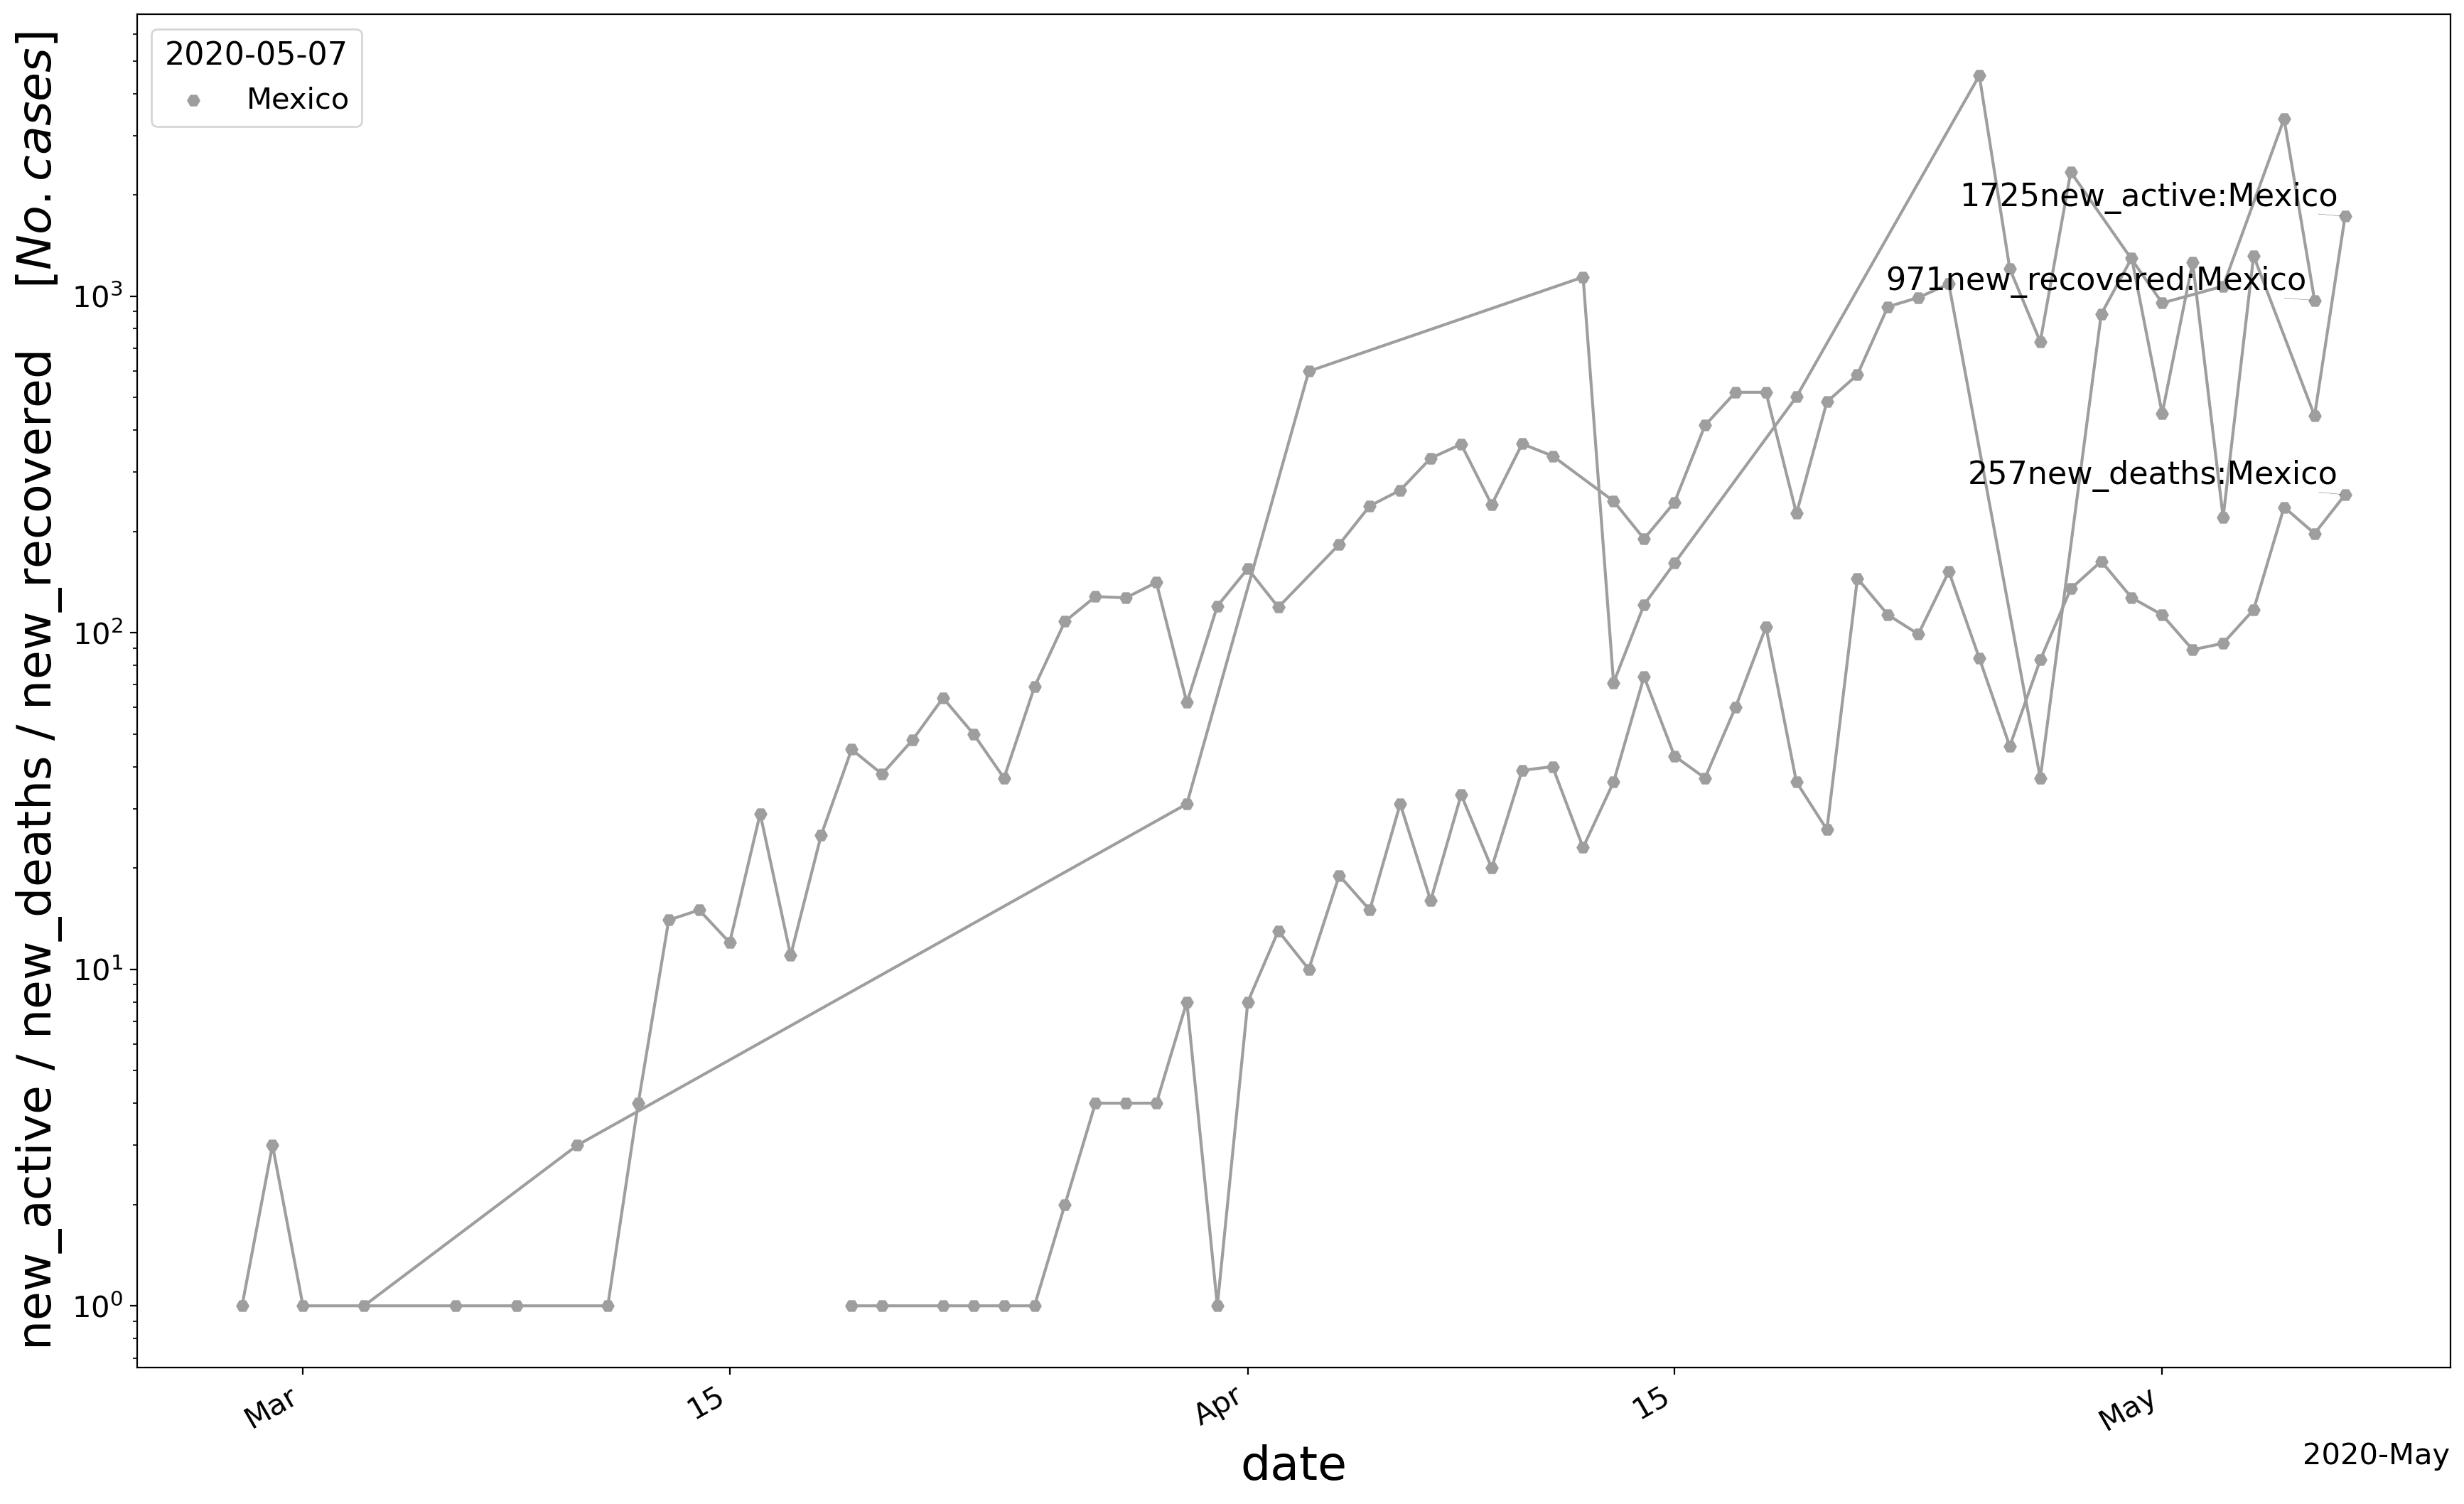 2020-05-07
Mexico
new_active / new_deaths / new_recovered [No.cases]
10³
10²
10¹
10⁰
1725new_active:Mexico
971new_recovered:Mexico
257new_deaths:Mexico
Mar
15
Apr
15
May
date
2020-May